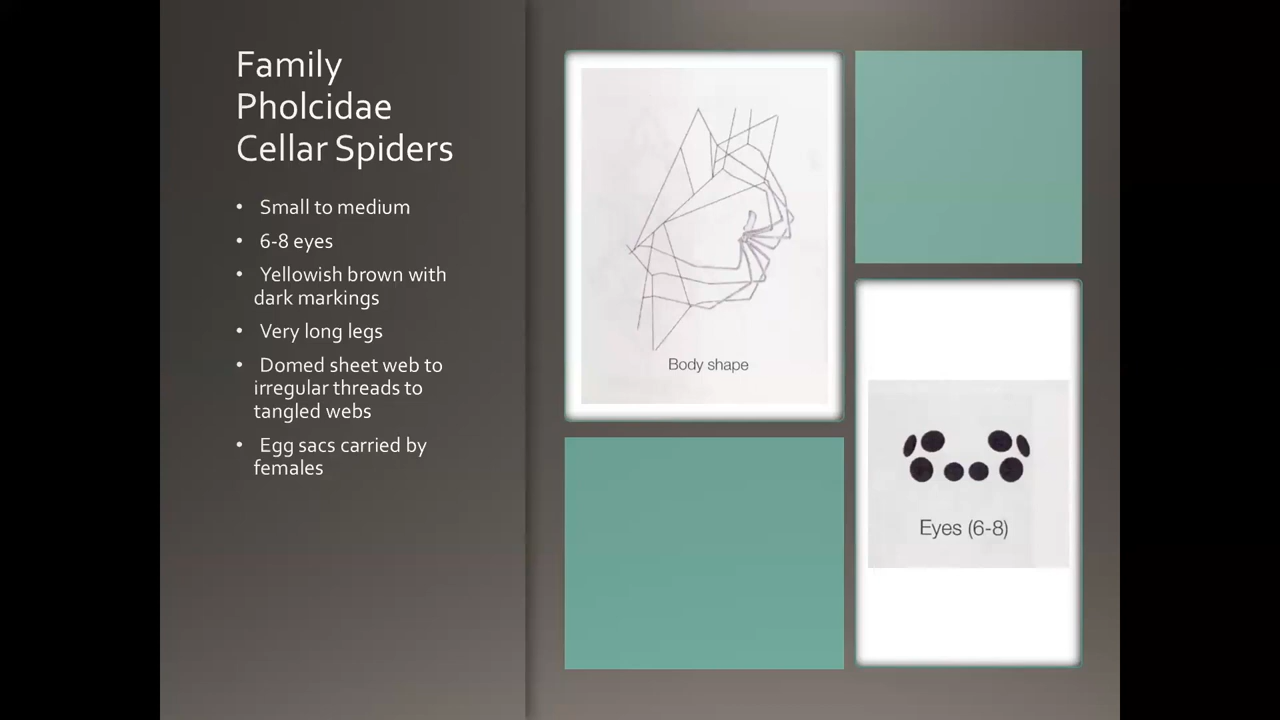 Family
Pholcidae
Cellar Spiders
• Small to medium
• 6-8 eyes
• Yellowish brown with
dark markings
• Very long legs
• Domed sheet web to
irregular threads to
tangled webs
• Egg sacs carried by
females
Body shape
Eyes (6-8)